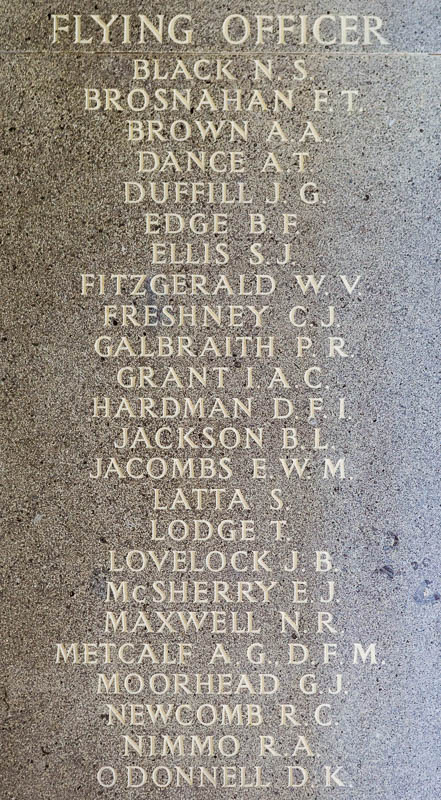 FLYING OFFICER
BLACK N. S.
BROSNAHAN F. T.
BROWN A. A.
DANCE A. T
DUFFILL J. G.
EDGE B. F.
ELLIS S. J.
FITZGERALD W. V.
FRESHNEY C. J.
GALBRAITH P. R.
GRANT I. A. C.
HARDMAN D. F. I.
JACKSON B. L.
JACOMBS E. W. M.
LATTA S.
LODGE T.
LOVELOCK J. B.
McSHERRY E. J.
MAXWELL N. R.
METCALF A. G., D. F. M.
MOORHEAD G. J.
NEWCOMB R. C.
NIMMO R. A.
O'DONNELL D. K.